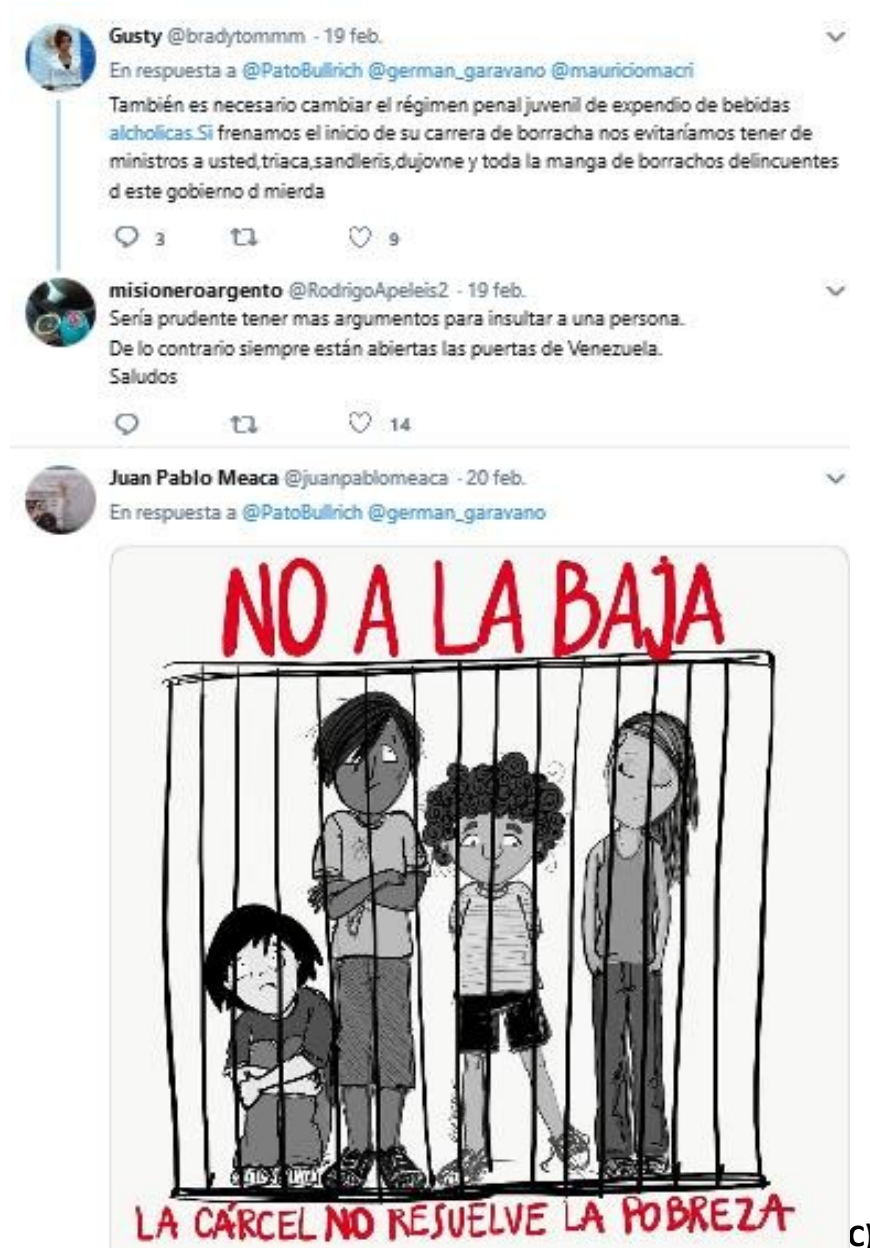 Gusty @bradytommm · 19 feb.
En respuesta a @PatoBullrich @german_garavano @mauriciomacri
También es necesario cambiar el régimen penal juvenil de expendio de bebidas
alcholicas.Si frenamos el inicio de su carrera de borracha nos evitaríamos tener de
ministros a usted,triaca,sandleris,dujovne y toda la manga de borrachos delincuentes
d este gobierno d mierda
3 9
misioneroargento @RodrigoApeleis2 · 19 feb.
Sería prudente tener mas argumentos para insultar a una persona.
De lo contrario siempre están abiertas las puertas de Venezuela.
Saludos
14
Juan Pablo Meaca @juanpablomeaca · 20 feb.
En respuesta a @PatoBullrich @german_garavano
NO A LA BAJA
LA CÁRCEL NO RESUELVE LA POBREZA
c)